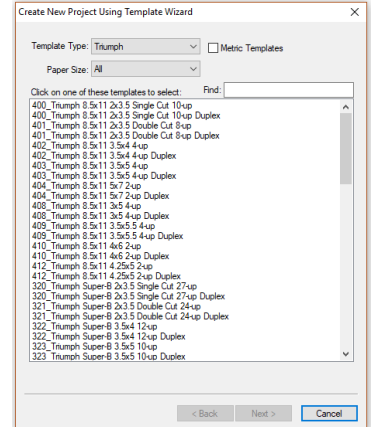 Create New Project Using Template Wizard
Template Type: Triumph
Metric Templates
Paper Size: All
Click on one of these templates to select: Find:
400_Triumph 8.5x11 2x3.5 Single Cut 10-up
400_Triumph 8.5x11 2x3.5 Single Cut 10-up Duplex
401_Triumph 8.5x11 2x3.5 Double Cut 8-up
401_Triumph 8.5x11 2x3.5 Double Cut 8-up Duplex
402_Triumph 8.5x11 3.5x4 4-up
402_Triumph 8.5x11 3.5x4 4-up Duplex
403_Triumph 8.5x11 3.5x5 4-up
403_Triumph 8.5x11 3.5x5 4-up Duplex
404_Triumph 8.5x11 5x7 2-up
404_Triumph 8.5x11 5x7 2-up Duplex
408_Triumph 8.5x11 3x5 4-up
408_Triumph 8.5x11 3x5 4-up Duplex
409_Triumph 8.5x11 3.5x5.5 4-up
409_Triumph 8.5x11 3.5x5.5 4-up Duplex
410_Triumph 8.5x11 4x6 2-up
410_Triumph 8.5x11 4x6 2-up Duplex
412_Triumph 8.5x11 4.25x5 2-up
412_Triumph 8.5x11 4.25x5 2-up Duplex
320_Triumph Super-B 2x3.5 Single Cut 27-up
320_Triumph Super-B 2x3.5 Single Cut 27-up Duplex
321_Triumph Super-B 2x3.5 Double Cut 24-up
321_Triumph Super-B 2x3.5 Double Cut 24-up Duplex
322_Triumph Super-B 3.5x4 12-up
322_Triumph Super-B 3.5x4 12-up Duplex
323_Triumph Super-B 3.5x5 10-up
323_Triumph Super-B 3.5x5 10-up Duplex
< Back Next > Cancel